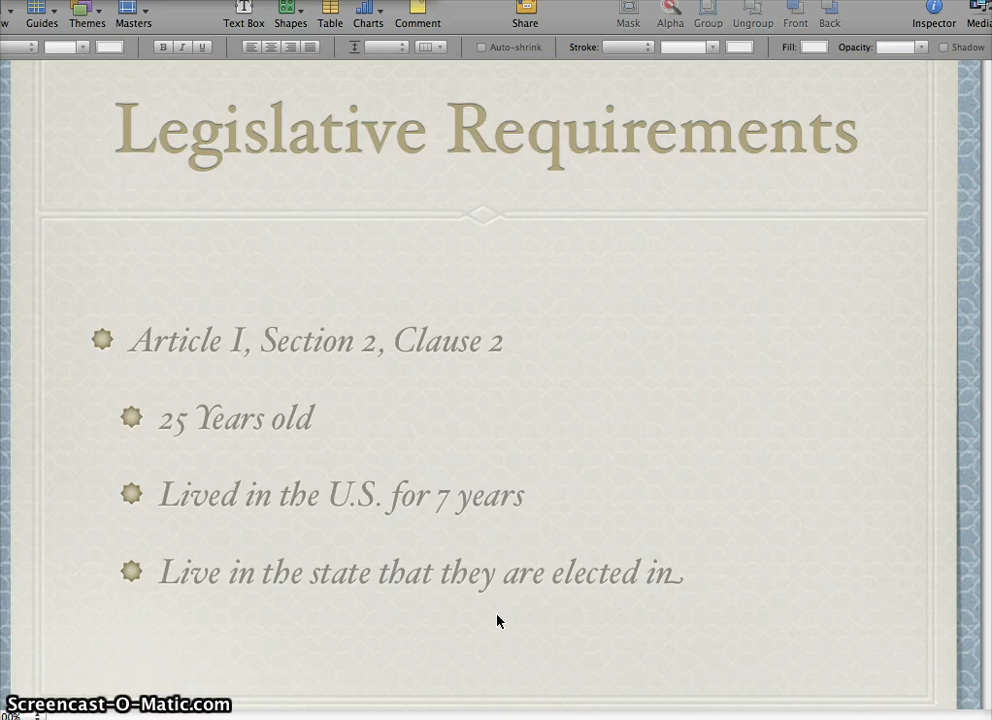 Guides Themes Masters Text Box Shapes Table Charts Comment Share Mask Alpha Group Ungroup Front Back Inspector Media
B I U Auto-shrink Stroke: Fill: Opacity: Shadow
Legislative Requirements
Article I, Section 2, Clause 2
25 Years old
Lived in the U.S. for 7 years
Live in the state that they are elected in
Screencast-O-Matic.com